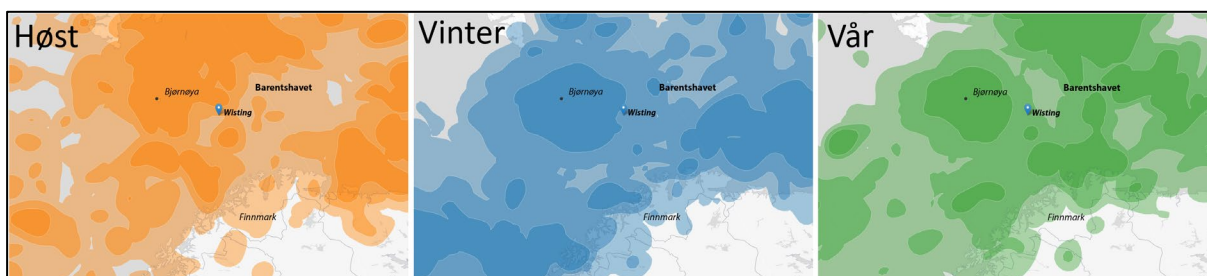 Høst
Bjørnøya
Barentshavet
Wisting
Finnmark
Vinter
Bjørnøya
Barentshavet
Wisting
Finnmark
Vår
Bjørnøya
Barentshavet
Wisting
Finnmark